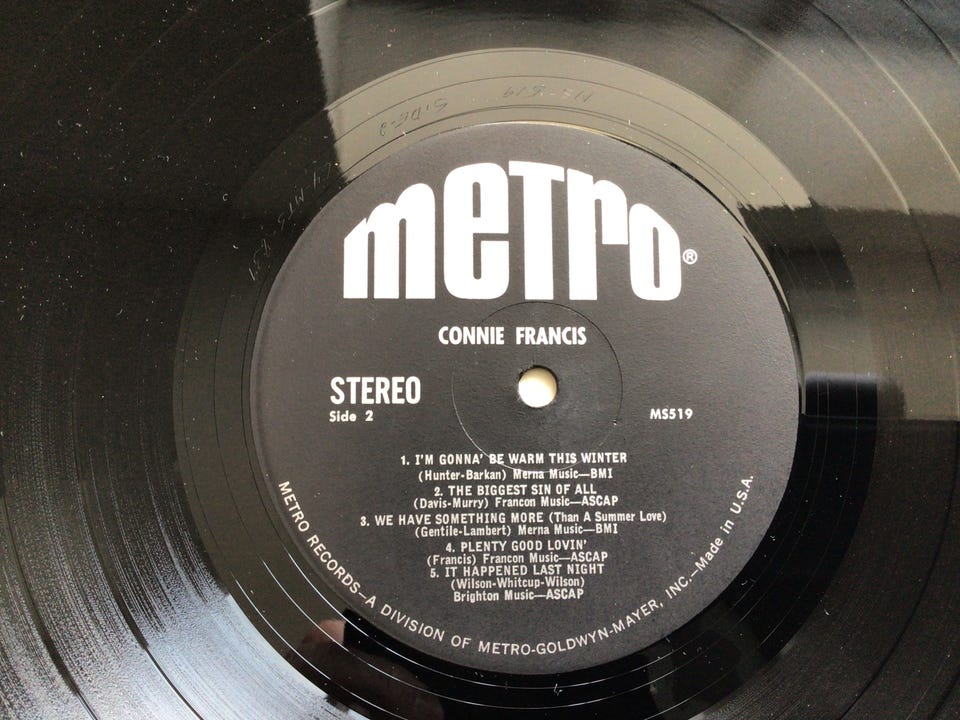 metro®
CONNIE FRANCIS
STEREO
Side 2
MS519
1. I'M GONNA' BE WARM THIS WINTER
(Hunter-Barkan) Merna Music—BMI
2. THE BIGGEST SIN OF ALL
(Davis-Murry) Francon Music—ASCAP
3. WE HAVE SOMETHING MORE (Than A Summer Love)
(Gentile-Lambert) Merna Music—BMI
4. PLENTY GOOD LOVIN'
(Francis) Francon Music—ASCAP
5. IT HAPPENED LAST NIGHT
(Wilson-Whitcup-Wilson)
Brighton Music—ASCAP
METRO RECORDS—A DIVISION OF METRO-GOLDWYN-MAYER, INC.—Made in U.S.A.